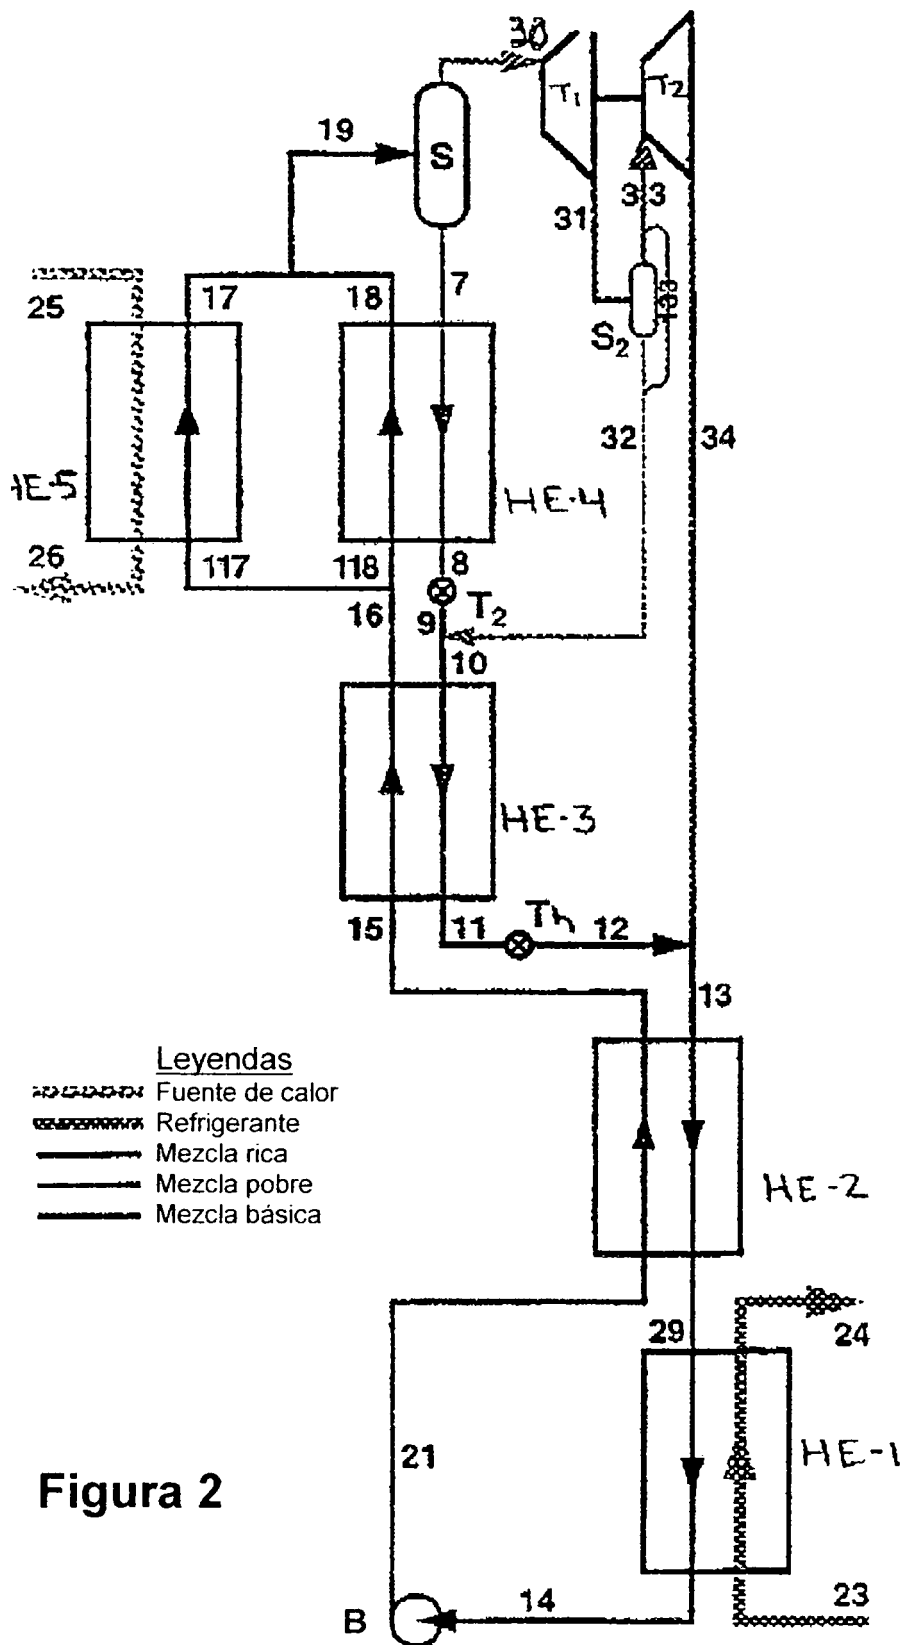 30
T1
T2
19
S
33
31
7
17
18
25
133
S2
32
34
HE-5
HE-4
26
117
118
8
16
9
T2
10
HE-3
15
11
Th
12
13
Leyendas
Fuente de calor
Refrigerante
Mezcla rica
Mezcla pobre
Mezcla básica
HE-2
29
24
21
HE-1
Figura 2
14
23
B